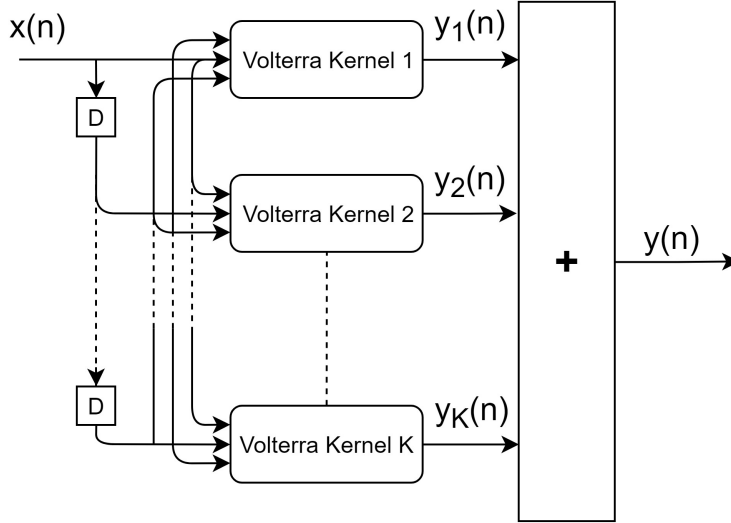 x(n)
Volterra Kernel 1
y1(n)
D
Volterra Kernel 2
y2(n)
+
y(n)
D
Volterra Kernel K
yK(n)